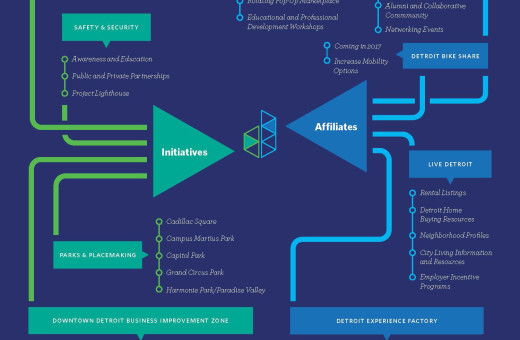 Rotating Pop-Up Marketplace
Educational and Professional
Development Workshops
Alumni and Collaborative
Community
Networking Events
SAFETY & SECURITY
Awareness and Education
Public and Private Partnerships
Project Lighthouse
Coming in 2017
Increase Mobility
Options
DETROIT BIKE SHARE
Initiatives
Affiliates
LIVE DETROIT
Rental Listings
Detroit Home
Buying Resources
Neighborhood Profiles
City Living Information
and Resources
Employer Incentive
Programs
Cadillac Square
Campus Martius Park
Capitol Park
Grand Circus Park
Harmonie Park/Paradise Valley
PARKS & PLACEMAKING
DOWNTOWN DETROIT BUSINESS IMPROVEMENT ZONE
DETROIT EXPERIENCE FACTORY